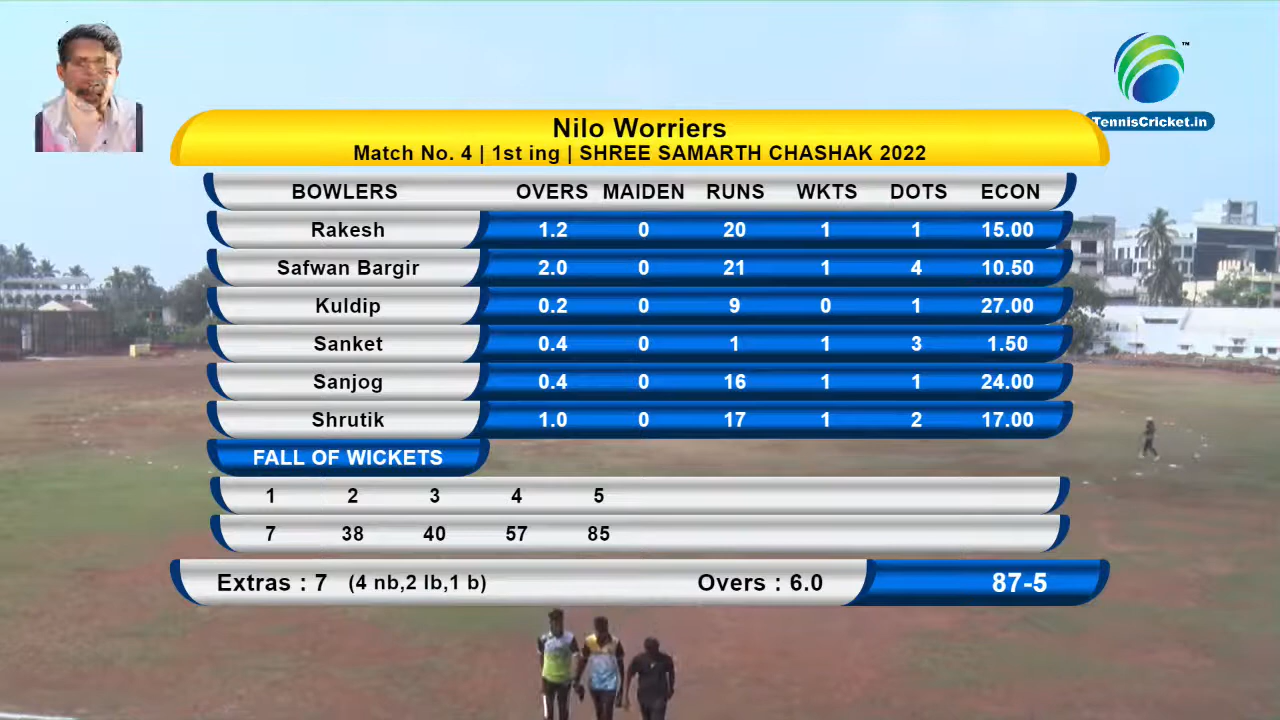 TM
TennisCricket.in
Nilo Worriers
Match No. 4 | 1st ing | SHREE SAMARTH CHASHAK 2022
BOWLERS OVERS MAIDEN RUNS WKTS DOTS ECON
Rakesh 1.2 0 20 1 1 15.00
Safwan Bargir 2.0 0 21 1 4 10.50
Kuldip 0.2 0 9 0 1 27.00
Sanket 0.4 0 1 1 3 1.50
Sanjog 0.4 0 16 1 1 24.00
Shrutik 1.0 0 17 1 2 17.00
FALL OF WICKETS
1 2 3 4 5
7 38 40 57 85
Extras : 7 (4 nb,2 lb,1 b) Overs : 6.0 87-5